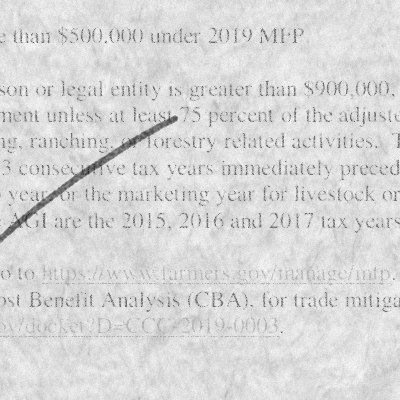 e than $500,000 under 2019 MFP.
son or legal entity is greater than $900,000,
ment unless at least 75 percent of the adjuste
ng, ranching, or forestry related activities. T
3 consecutive tax years immediately preced
year, or the marketing year for livestock or
AGI are the 2015, 2016 and 2017 tax years
o to https://www.farmers.gov/manage/mfp.
ost Benefit Analysis (CBA), for trade mitiga
ov/docket?D=CCC-2019-0003.